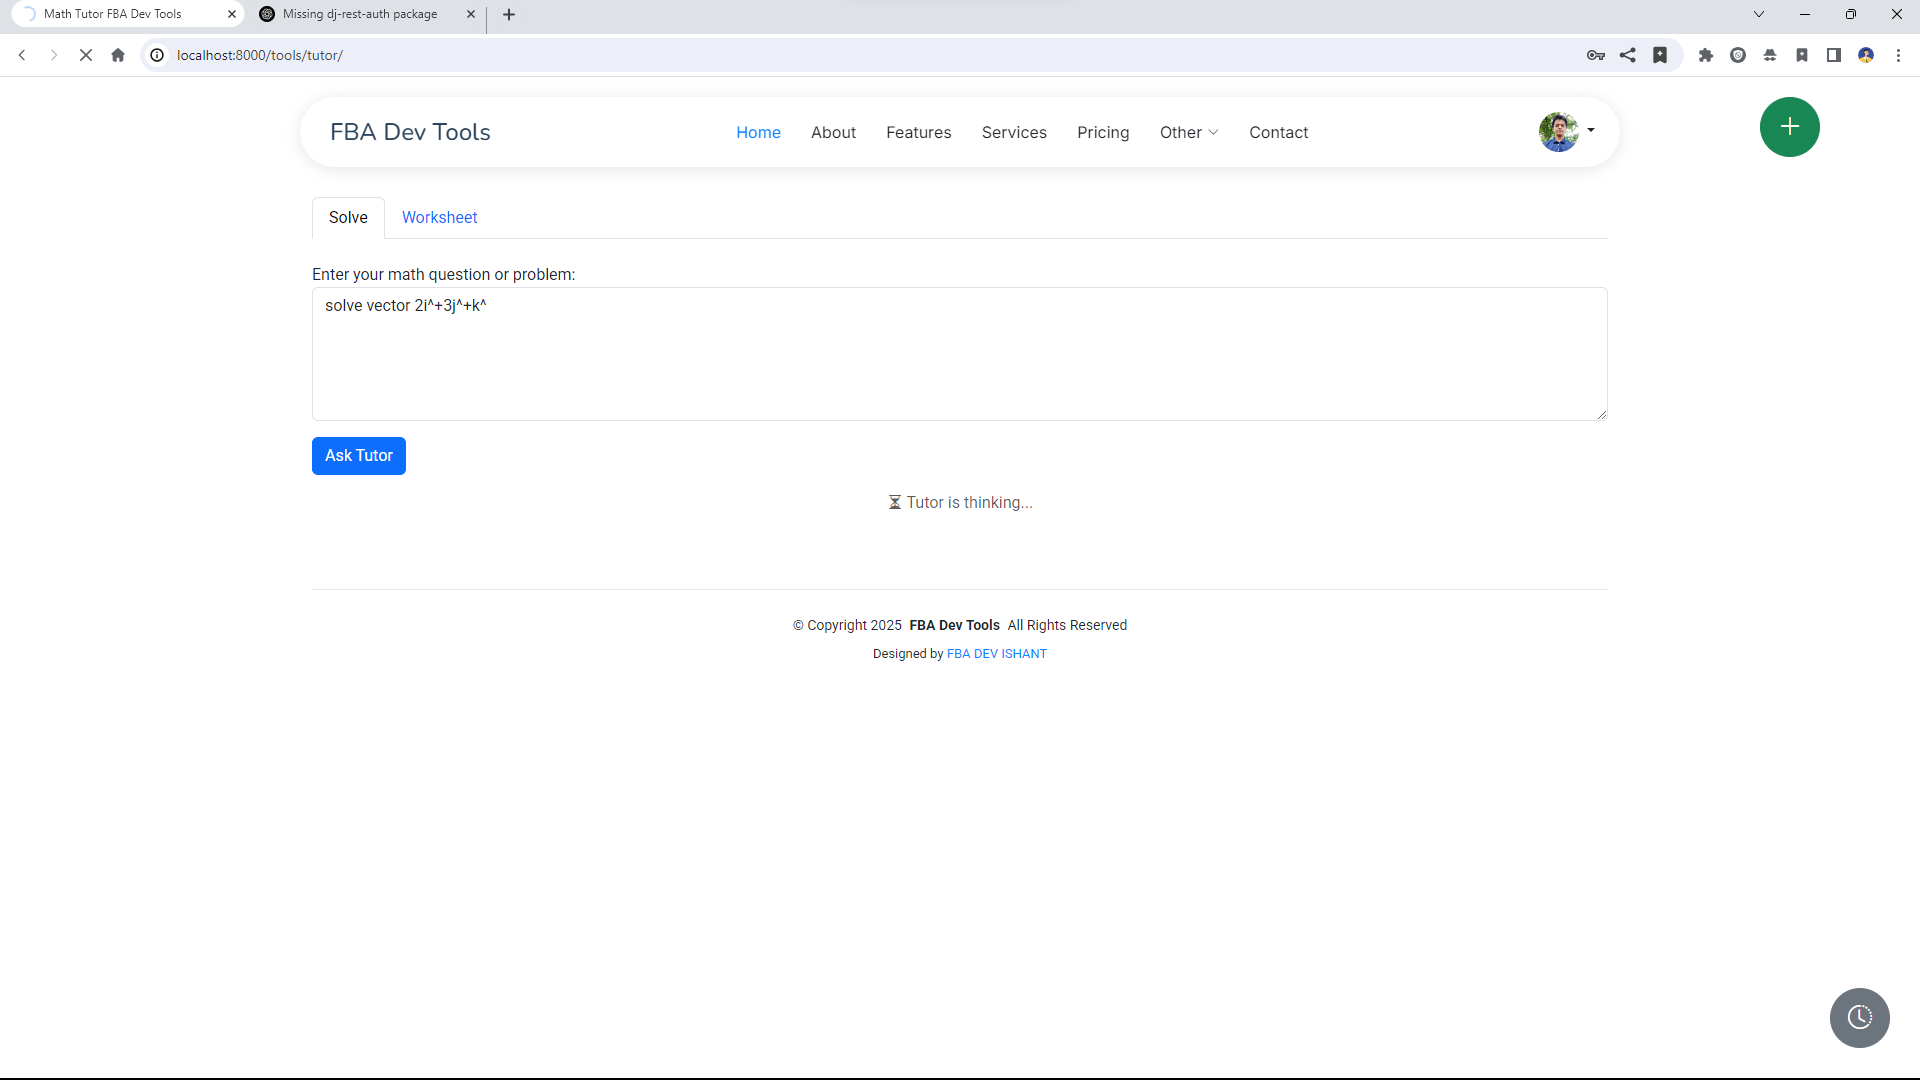 Math Tutor FBA Dev Tools
Missing dj-rest-auth package
localhost:8000/tools/tutor/
FBA Dev Tools
Home About Features Services Pricing Other Contact
Solve Worksheet
Enter your math question or problem:
solve vector 2i^+3j^+k^
Ask Tutor
⏳ Tutor is thinking...
© Copyright 2025 FBA Dev Tools All Rights Reserved
Designed by FBA DEV ISHANT